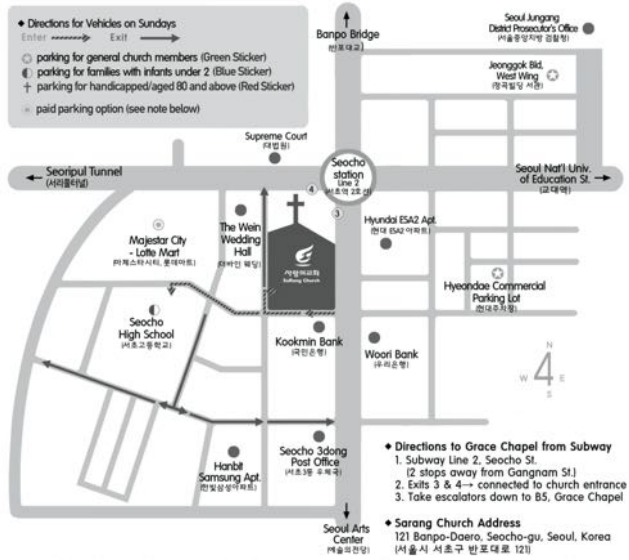 ◆ Directions for Vehicles on Sundays
Enter Exit
parking for general church members (Green Sticker)
parking for families with infants under 2 (Blue Sticker)
parking for handicapped/aged 80 and above (Red Sticker)
paid parking option (see note below)
Banpo Bridge
(반포대교)
Seoul Jungang
District Prosecutor's Office
(서울중앙지방 검찰청)
Jeonggok Bld,
West Wing
(정곡빌딩 서관)
Supreme Court
(대법원)
Seoripul Tunnel
(서리풀터널)
Seocho
station
Line 2
(서초역 2호선)
Seoul Nat'l Univ.
of Education St.
(교대역)
4
3
Majestar City
- Lotte Mart
(마제스타시티, 롯데마트)
The Wein
Wedding
Hall
(더바인 웨딩)
사랑의교회
SaRang Church
Hyundai ESA2 Apt.
(현대 ESA2 아파트)
Hyeondae Commercial
Parking Lot
(현대주차장)
Seocho
High School
(서초고등학교)
Kookmin Bank
(국민은행)
Woori Bank
(우리은행)
N
W 4 E
S
Hanbit
Samsung Apt.
(한빛삼성아파트)
Seocho 3dong
Post Office
(서초3동 우체국)
Seoul Arts
Center
(예술의전당)
◆ Directions to Grace Chapel from Subway
1. Subway Line 2, Seocho St.
(2 stops away from Gangnam St.)
2. Exits 3 & 4→ connected to church entrance
3. Take escalators down to B5, Grace Chapel
◆ Sarang Church Address
121 Banpo-Daero, Seocho-gu, Seoul, Korea
(서울시 서초구 반포대로 121)